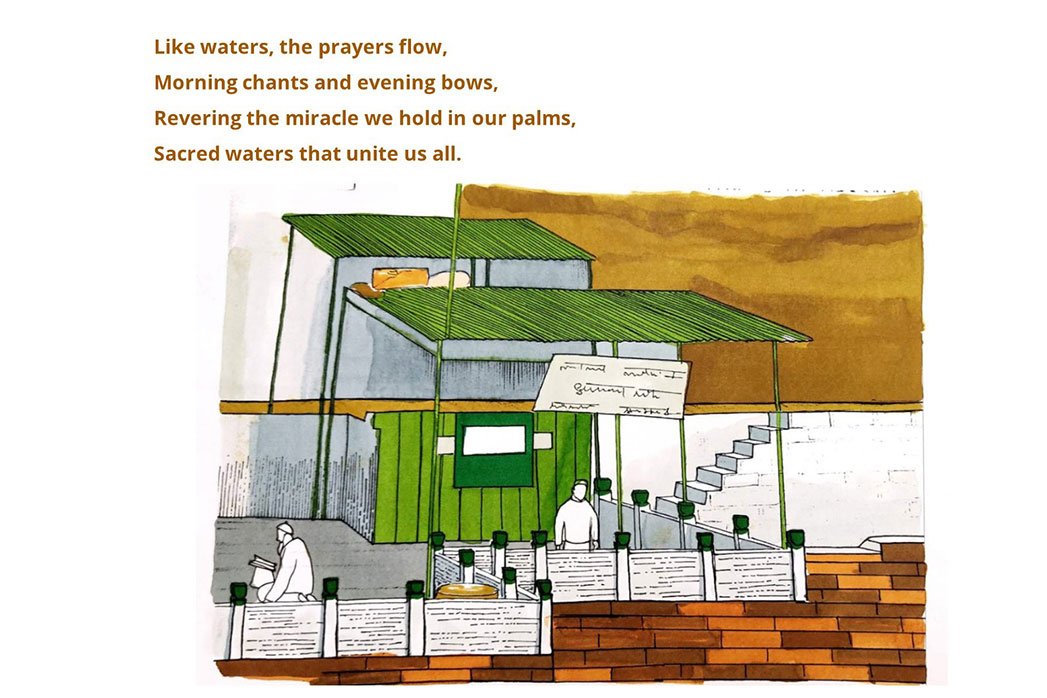 Like waters, the prayers flow,
Morning chants and evening bows,
Revering the miracle we hold in our palms,
Sacred waters that unite us all.